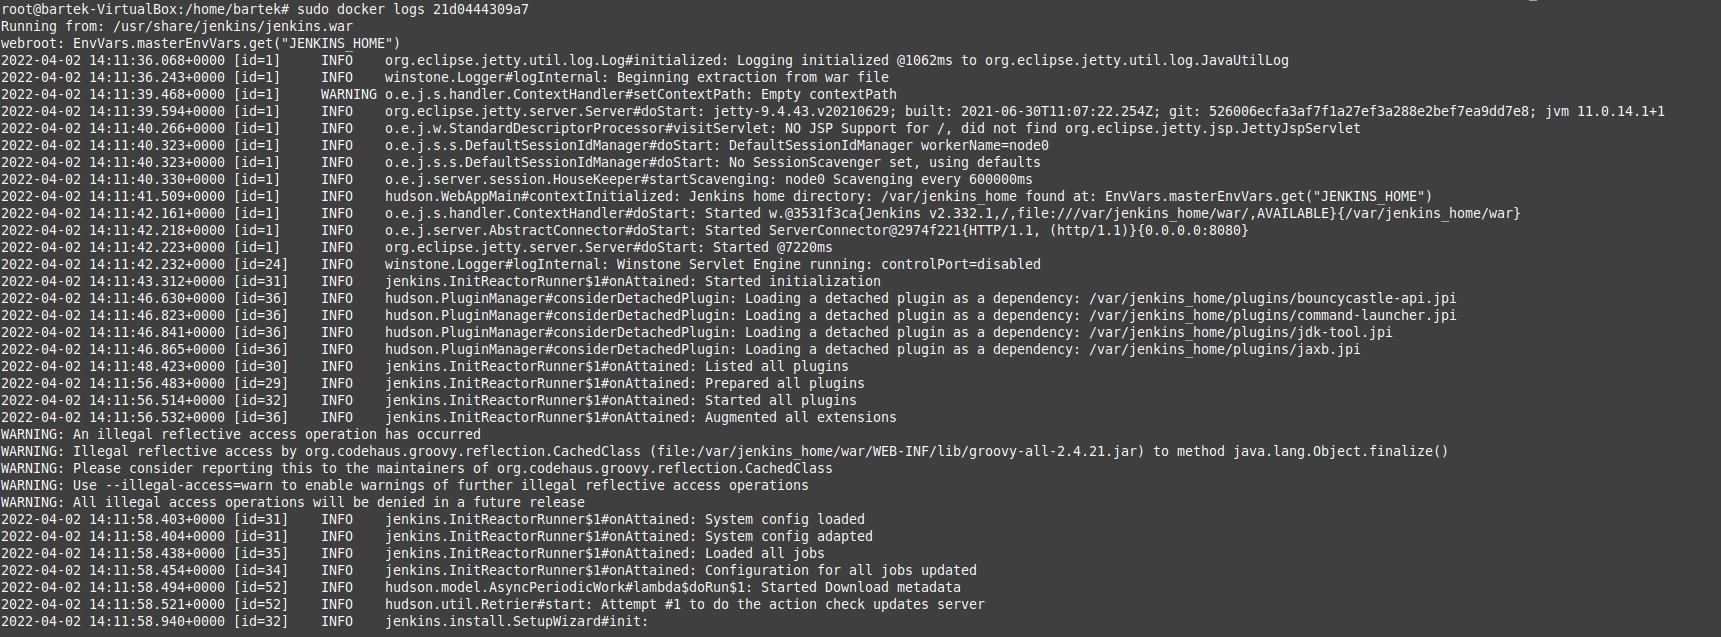 root@bartek-VirtualBox:/home/bartek# sudo docker logs 21d0444309a7
Running from: /usr/share/jenkins/jenkins.war
webroot: EnvVars.masterEnvVars.get("JENKINS_HOME")
2022-04-02 14:11:36.068+0000 [id=1]     INFO    org.eclipse.jetty.util.log.Log#initialized: Logging initialized @1062ms to org.eclipse.jetty.util.log.JavaUtilLog
2022-04-02 14:11:36.243+0000 [id=1]     INFO    winstone.Logger#logInternal: Beginning extraction from war file
2022-04-02 14:11:39.468+0000 [id=1]     WARNING o.e.j.s.handler.ContextHandler#setContextPath: Empty contextPath
2022-04-02 14:11:39.594+0000 [id=1]     INFO    org.eclipse.jetty.server.Server#doStart: jetty-9.4.43.v20210629; built: 2021-06-30T11:07:22.254Z; git: 526006ecfa3af7f1a27ef3a288e2bef7ea9dd7e8; jvm 11.0.14.1+1
2022-04-02 14:11:40.266+0000 [id=1]     INFO    o.e.j.w.StandardDescriptorProcessor#visitServlet: NO JSP Support for /, did not find org.eclipse.jetty.jsp.JettyJspServlet
2022-04-02 14:11:40.323+0000 [id=1]     INFO    o.e.j.s.s.DefaultSessionIdManager#doStart: DefaultSessionIdManager workerName=node0
2022-04-02 14:11:40.323+0000 [id=1]     INFO    o.e.j.s.s.DefaultSessionIdManager#doStart: No SessionScavenger set, using defaults
2022-04-02 14:11:40.330+0000 [id=1]     INFO    o.e.j.server.session.HouseKeeper#startScavenging: node0 Scavenging every 600000ms
2022-04-02 14:11:41.509+0000 [id=1]     INFO    hudson.WebAppMain#contextInitialized: Jenkins home directory: /var/jenkins_home found at: EnvVars.masterEnvVars.get("JENKINS_HOME")
2022-04-02 14:11:42.161+0000 [id=1]     INFO    o.e.j.s.handler.ContextHandler#doStart: Started w.@3531f3ca{Jenkins v2.332.1,/,file:///var/jenkins_home/war/,AVAILABLE}{/var/jenkins_home/war}
2022-04-02 14:11:42.218+0000 [id=1]     INFO    o.e.j.server.AbstractConnector#doStart: Started ServerConnector@2974f221{HTTP/1.1, (http/1.1)}{0.0.0.0:8080}
2022-04-02 14:11:42.223+0000 [id=1]     INFO    org.eclipse.jetty.server.Server#doStart: Started @7220ms
2022-04-02 14:11:42.232+0000 [id=24]    INFO    winstone.Logger#logInternal: Winstone Servlet Engine running: controlPort=disabled
2022-04-02 14:11:43.312+0000 [id=31]    INFO    jenkins.InitReactorRunner$1#onAttained: Started initialization
2022-04-02 14:11:46.630+0000 [id=36]    INFO    hudson.PluginManager#considerDetachedPlugin: Loading a detached plugin as a dependency: /var/jenkins_home/plugins/bouncycastle-api.jpi
2022-04-02 14:11:46.823+0000 [id=36]    INFO    hudson.PluginManager#considerDetachedPlugin: Loading a detached plugin as a dependency: /var/jenkins_home/plugins/command-launcher.jpi
2022-04-02 14:11:46.841+0000 [id=36]    INFO    hudson.PluginManager#considerDetachedPlugin: Loading a detached plugin as a dependency: /var/jenkins_home/plugins/jdk-tool.jpi
2022-04-02 14:11:46.865+0000 [id=36]    INFO    hudson.PluginManager#considerDetachedPlugin: Loading a detached plugin as a dependency: /var/jenkins_home/plugins/jaxb.jpi
2022-04-02 14:11:48.423+0000 [id=30]    INFO    jenkins.InitReactorRunner$1#onAttained: Listed all plugins
2022-04-02 14:11:56.483+0000 [id=29]    INFO    jenkins.InitReactorRunner$1#onAttained: Prepared all plugins
2022-04-02 14:11:56.514+0000 [id=32]    INFO    jenkins.InitReactorRunner$1#onAttained: Started all plugins
2022-04-02 14:11:56.532+0000 [id=36]    INFO    jenkins.InitReactorRunner$1#onAttained: Augmented all extensions
WARNING: An illegal reflective access operation has occurred
WARNING: Illegal reflective access by org.codehaus.groovy.reflection.CachedClass (file:/var/jenkins_home/war/WEB-INF/lib/groovy-all-2.4.21.jar) to method java.lang.Object.finalize()
WARNING: Please consider reporting this to the maintainers of org.codehaus.groovy.reflection.CachedClass
WARNING: Use --illegal-access=warn to enable warnings of further illegal reflective access operations
WARNING: All illegal access operations will be denied in a future release
2022-04-02 14:11:58.403+0000 [id=31]    INFO    jenkins.InitReactorRunner$1#onAttained: System config loaded
2022-04-02 14:11:58.404+0000 [id=31]    INFO    jenkins.InitReactorRunner$1#onAttained: System config adapted
2022-04-02 14:11:58.438+0000 [id=35]    INFO    jenkins.InitReactorRunner$1#onAttained: Loaded all jobs
2022-04-02 14:11:58.454+0000 [id=34]    INFO    jenkins.InitReactorRunner$1#onAttained: Configuration for all jobs updated
2022-04-02 14:11:58.494+0000 [id=52]    INFO    hudson.model.AsyncPeriodicWork#lambda$doRun$1: Started Download metadata
2022-04-02 14:11:58.521+0000 [id=52]    INFO    hudson.util.Retrier#start: Attempt #1 to do the action check updates server
2022-04-02 14:11:58.940+0000 [id=32]    INFO    jenkins.install.SetupWizard#init: